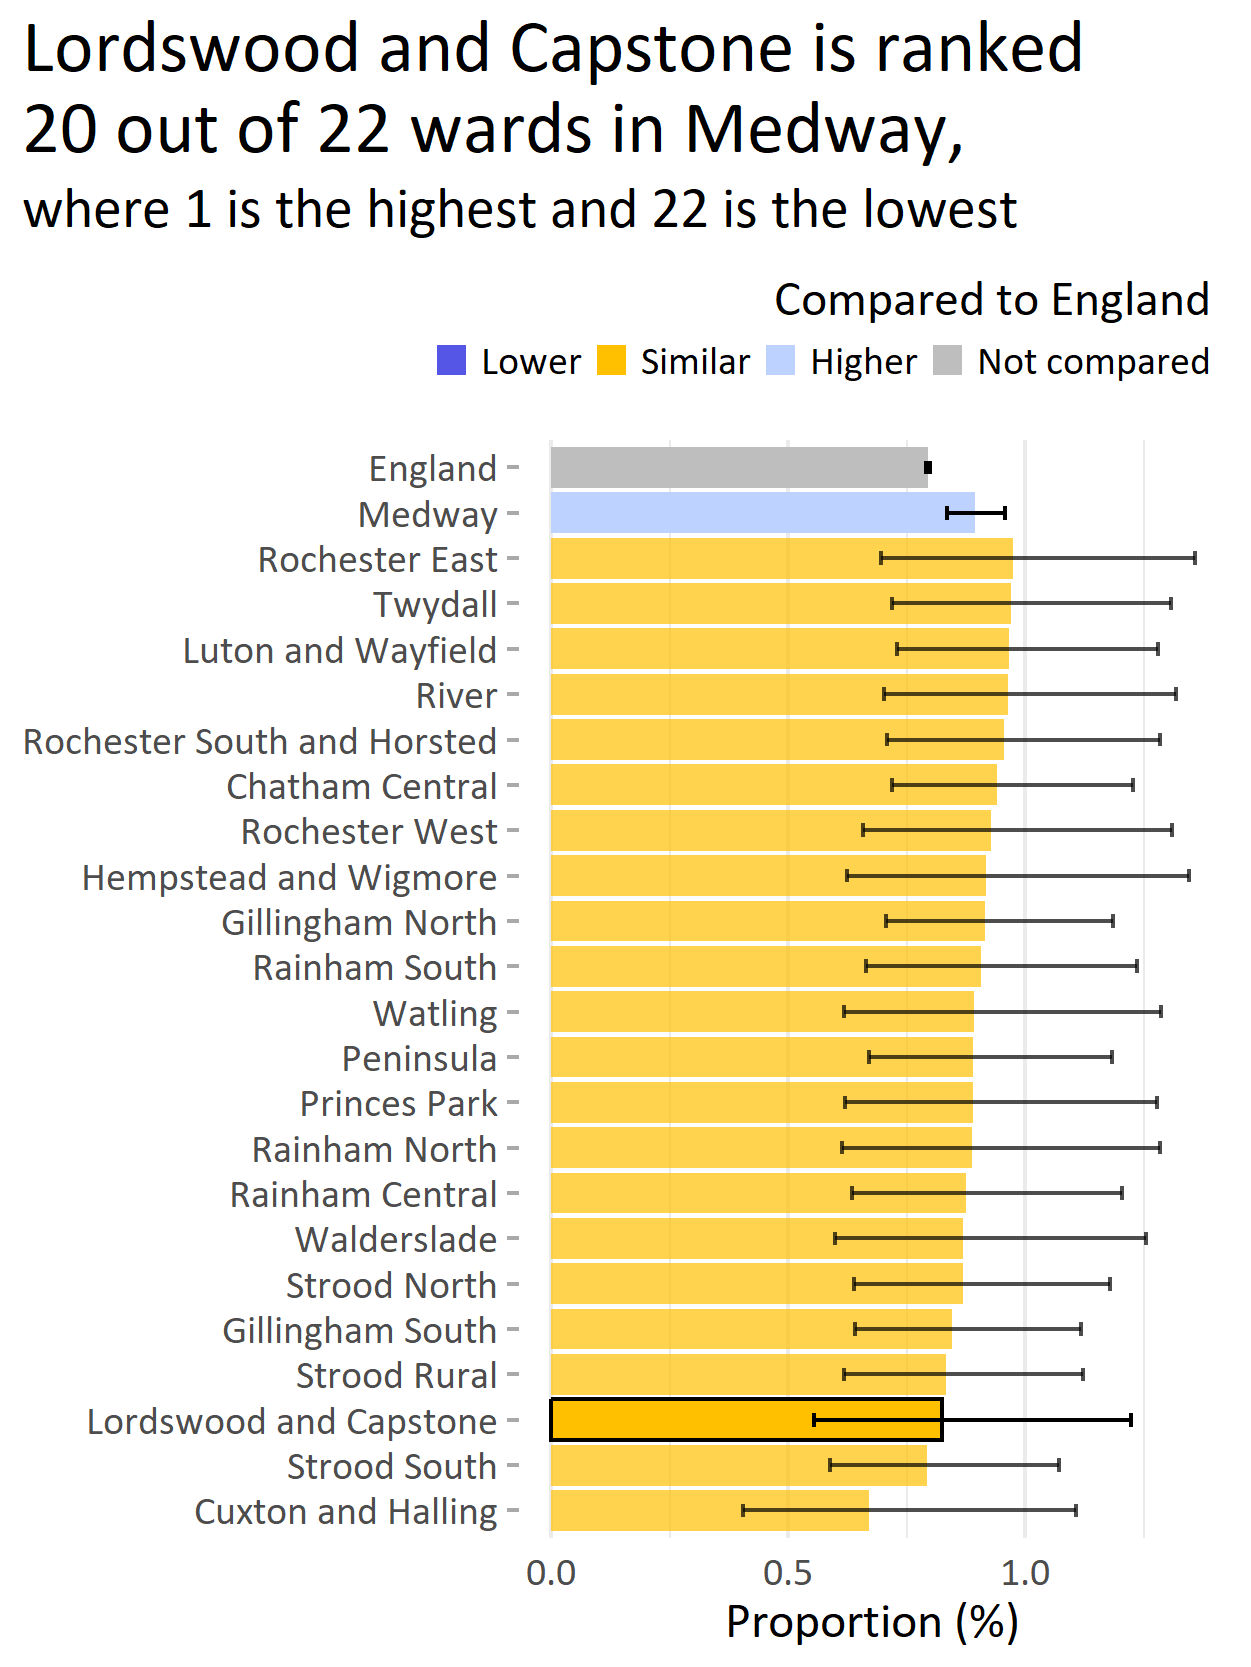 Lordswood and Capstone is ranked
20 out of 22 wards in Medway,
where 1 is the highest and 22 is the lowest
Compared to England
Lower Similar Higher Not compared
England
Medway
Rochester East
Twydall
Luton and Wayfield
River
Rochester South and Horsted
Chatham Central
Rochester West
Hempstead and Wigmore
Gillingham North
Rainham South
Watling
Peninsula
Princes Park
Rainham North
Rainham Central
Walderslade
Strood North
Gillingham South
Strood Rural
Lordswood and Capstone
Strood South
Cuxton and Halling
0.0 0.5 1.0
Proportion (%)